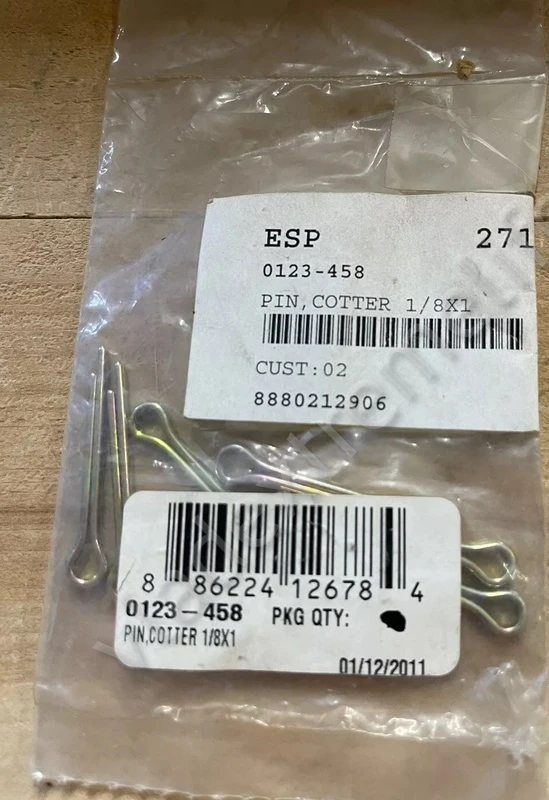 ESP 271
0123-458
PIN,COTTER 1/8X1
CUST:02
8880212906
8 86224 12678 4
0123-458 PKG QTY:
PIN,COTTER 1/8X1
01/12/2011